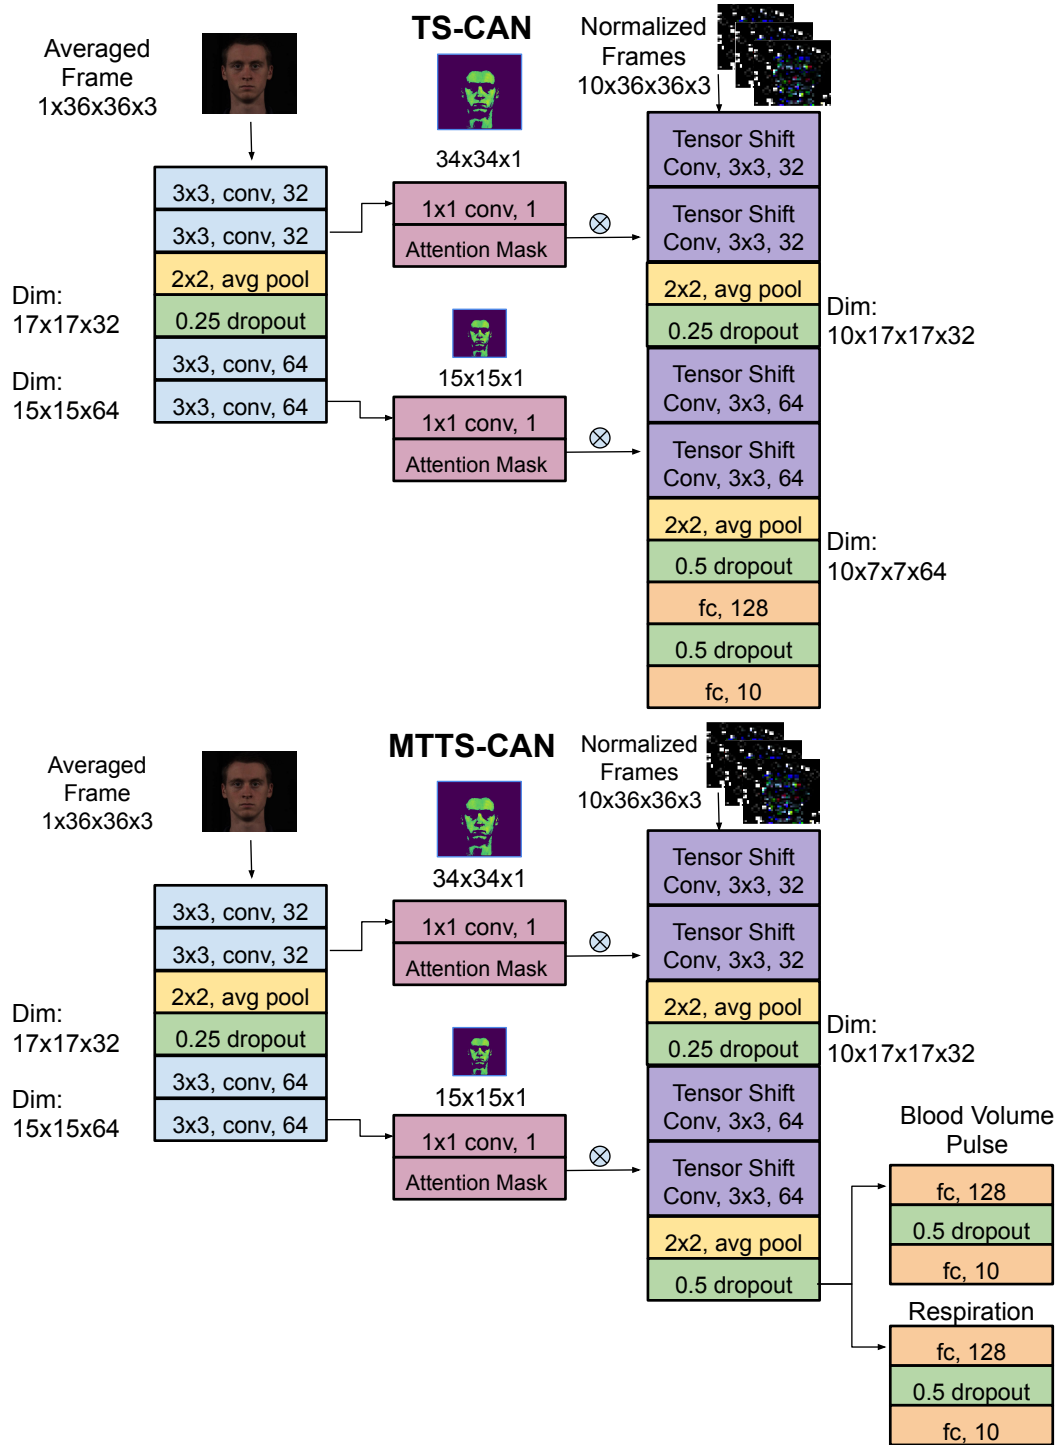 TS-CAN
Averaged
Frame
1x36x36x3
Normalized
Frames
10x36x36x3
34x34x1
3x3, conv, 32
3x3, conv, 32
2x2, avg pool
0.25 dropout
3x3, conv, 64
3x3, conv, 64
Dim:
17x17x32
Dim:
15x15x64
1x1 conv, 1
Attention Mask
15x15x1
1x1 conv, 1
Attention Mask
Tensor Shift
Conv, 3x3, 32
Tensor Shift
Conv, 3x3, 32
2x2, avg pool
0.25 dropout
Tensor Shift
Conv, 3x3, 64
Tensor Shift
Conv, 3x3, 64
2x2, avg pool
0.5 dropout
fc, 128
0.5 dropout
fc, 10
Dim:
10x17x17x32
Dim:
10x7x7x64
MTTS-CAN
Averaged
Frame
1x36x36x3
Normalized
Frames
10x36x36x3
34x34x1
3x3, conv, 32
3x3, conv, 32
2x2, avg pool
0.25 dropout
3x3, conv, 64
3x3, conv, 64
Dim:
17x17x32
Dim:
15x15x64
1x1 conv, 1
Attention Mask
15x15x1
1x1 conv, 1
Attention Mask
Tensor Shift
Conv, 3x3, 32
Tensor Shift
Conv, 3x3, 32
2x2, avg pool
0.25 dropout
Tensor Shift
Conv, 3x3, 64
Tensor Shift
Conv, 3x3, 64
2x2, avg pool
0.5 dropout
Dim:
10x17x17x32
Blood Volume
Pulse
fc, 128
0.5 dropout
fc, 10
Respiration
fc, 128
0.5 dropout
fc, 10